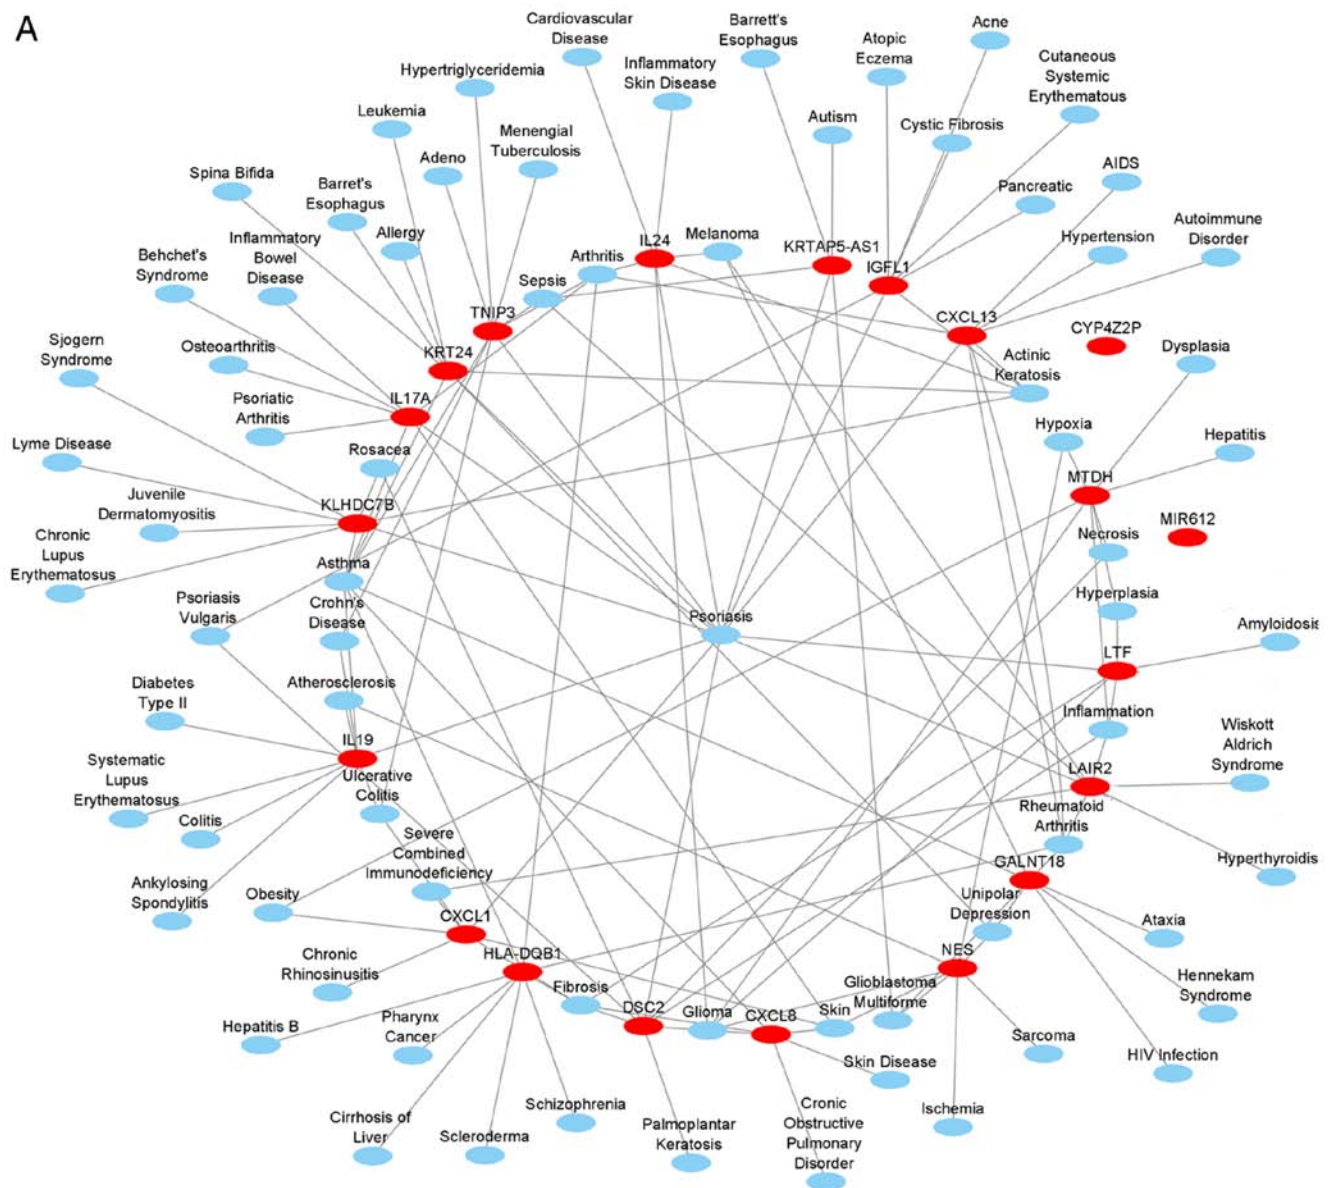 A
Cardiovascular
Disease
Barrett's
Esophagus
Acne
Atopic
Eczema
Cutaneous
Systemic
Erythematous
Hypertriglyceridemia
Inflammatory
Skin Disease
Leukemia
Autism
Cystic Fibrosis
Menengial
Tuberculosis
Adeno
AIDS
Spina Bifida
Barret's
Esophagus
Pancreatic
Autoimmune
Disorder
Allergy
Melanoma
Hypertension
Inflammatory
Bowel
Disease
Behchet's
Syndrome
IL24
KRTAP5-AS1
Arthritis
IGFL1
Sepsis
TNIP3
CXCL13
CYP4Z2P
Sjogern
Syndrome
Osteoarthritis
KRT24
Actinic
Keratosis
Dysplasia
Psoriatic
Arthritis
IL17A
Hypoxia
Hepatitis
Lyme Disease
Rosacea
MTDH
Juvenile
Dermatomyositis
KLHDC7B
MIR612
Necrosis
Chronic
Lupus
Erythematosus
Asthma
Hyperplasia
Psoriasis
Vulgaris
Crohn's
Disease
Psoriasis
Amyloidosis
LTF
Diabetes
Type II
Atherosclerosis
Inflammation
Wiskott
Aldrich
Syndrome
IL19
Systematic
Lupus
Erythematosus
Ulcerative
Colitis
LAIR2
Colitis
Severe
Combined
Immunodeficiency
Rheumatoid
Arthritis
Hyperthyroidis
GALNT18
Ankylosing
Spondylitis
Obesity
Unipolar
Depression
CXCL1
Ataxia
Chronic
Rhinosinusitis
HLA-DQB1
NES
Hennekam
Syndrome
Fibrosis
Glioblastoma
Multiforme
DSC2
Glioma
CXCL8
Skin
Hepatitis B
Pharynx
Cancer
Sarcoma
HIV Infection
Skin Disease
Schizophrenia
Ischemia
Cirrhosis of
Liver
Scleroderma
Palmoplantar
Keratosis
Cronic
Obstructive
Pulmonary
Disorder